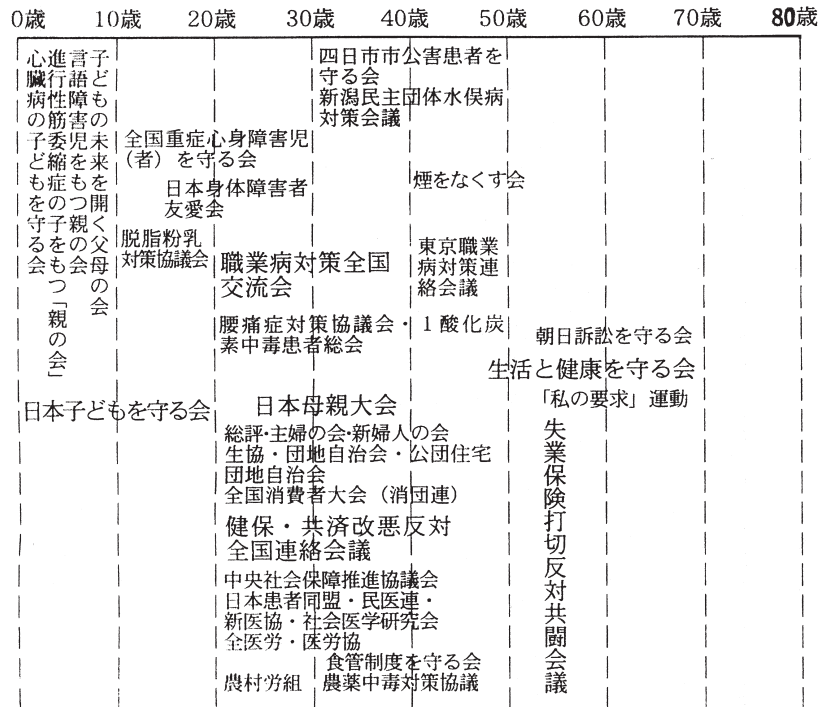 0歳 10歳 20歳 30歳 40歳 50歳 60歳 70歳 80歳
子どもの未来を開く父母の会
言語障害児をもつ親の会
進行性筋委縮症の子をもつ「親の会」
心臓病の子どもを守る会
四日市市公害患者を
守る会
新潟民主団体水俣病
対策会議
全国重症心身障害児
(者)を守る会
日本身体障害者
友愛会
煙をなくす会
脱脂粉乳
対策協議会
職業病対策全国
交流会
東京職業
病対策連
絡会議
腰痛症対策協議会・1酸化炭
素中毒患者総会
朝日訴訟を守る会
生活と健康を守る会
「私の要求」運動
日本子どもを守る会
日本母親大会
総評・主婦の会・新婦人の会
生協・団地自治会・公団住宅
団地自治会
全国消費者大会(消団連)
健保・共済改悪反対
全国連絡会議
中央社会保障推進協議会
日本患者同盟・民医連・
新医協・社会医学研究会
全医労・医労協
食管制度を守る会
農村労組 農薬中毒対策協議
失業保険打切反対共闘会議